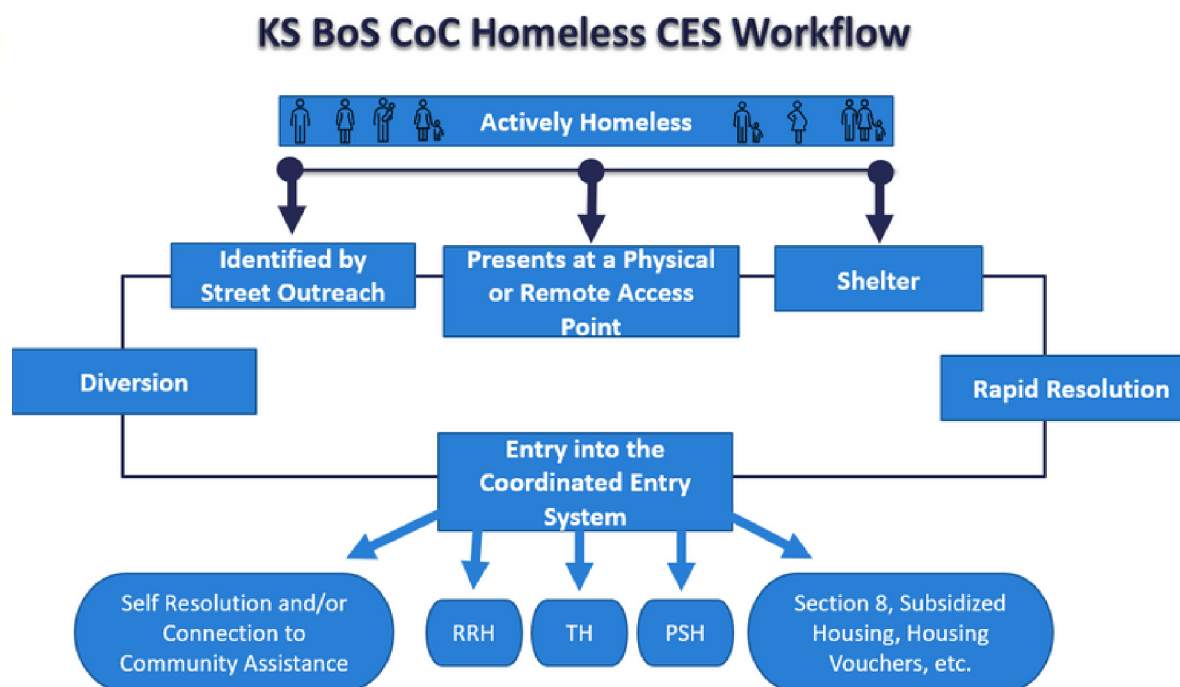 KS BoS CoC Homeless CES Workflow
Actively Homeless
Identified by
Street Outreach
Presents at a Physical
or Remote Access
Point
Shelter
Diversion
Rapid Resolution
Entry into the
Coordinated Entry
System
Self Resolution and/or
Connection to
Community Assistance
RRH
TH
PSH
Section 8, Subsidized
Housing, Housing
Vouchers, etc.